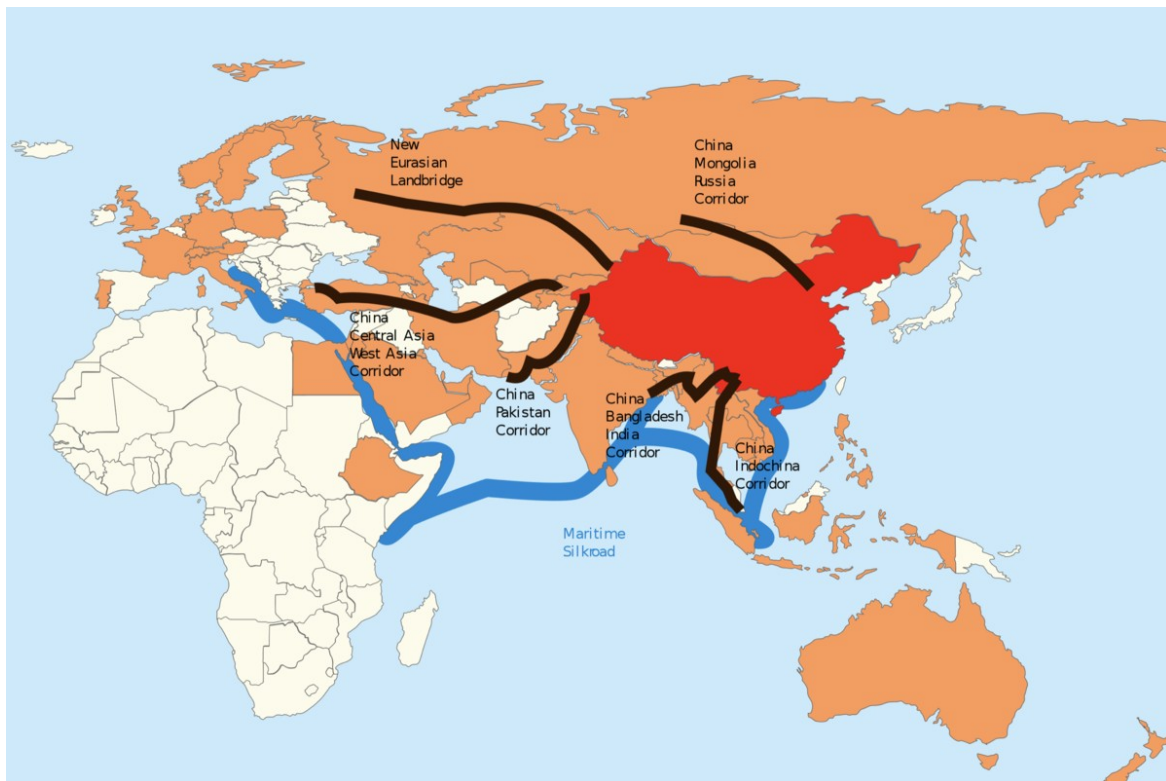 New
Eurasian
Landbridge
China
Mongolia
Russia
Corridor
China
Central Asia
West Asia
Corridor
China
Pakistan
Corridor
China
Bangladesh
India
Corridor
China
Indochina
Corridor
Maritime
Silkroad